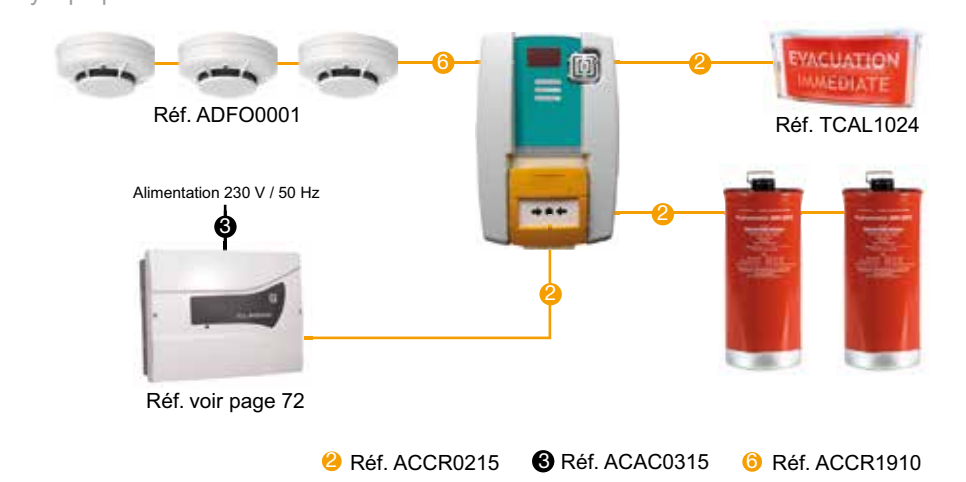 6
2
EVACUATION
IMMEDIATE
Réf. ADFO0001
Réf. TCAL1024
Alimentation 230 V / 50 Hz
3
2
2
Réf. voir page 72
2 Réf. ACCR0215 3 Réf. ACAC0315 6 Réf. ACCR1910